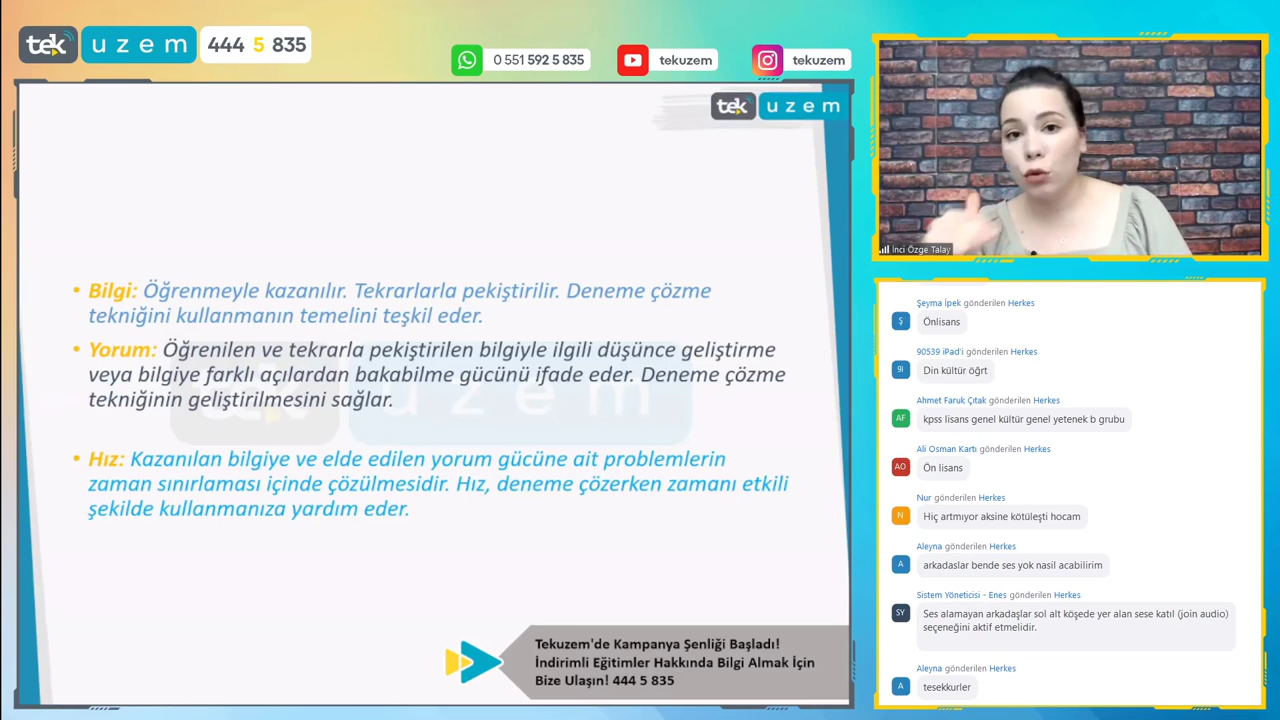 tek uzem 444 5 835
0 551 592 5 835
tekuzem
tekuzem
tek uzem
• Bilgi: Öğrenmeyle kazanılır. Tekrarlarla pekiştirilir. Deneme çözme
tekniğini kullanmanın temelini teşkil eder.
• Yorum: Öğrenilen ve tekrarla pekiştirilen bilgiyle ilgili düşünce geliştirme
veya bilgiye farklı açılardan bakabilme gücünü ifade eder. Deneme çözme
tekniğinin geliştirilmesini sağlar.
tek uzem
• Hız: Kazanılan bilgiye ve elde edilen yorum gücüne ait problemlerin
zaman sınırlaması içinde çözülmesidir. Hız, deneme çözerken zamanı etkili
şekilde kullanmanıza yardım eder.
Tekuzem'de Kampanya Şenliği Başladı!
İndirimli Eğitimler Hakkında Bilgi Almak İçin
Bize Ulaşın! 444 5 835
İnci Özge Talay
Şeyma İpek gönderilen Herkes
Ş
Önlisans
90539 iPad'i gönderilen Herkes
9I
Din kültür öğrt
Ahmet Faruk Çıtak gönderilen Herkes
AF
kpss lisans genel kültür genel yetenek b grubu
Ali Osman Kartı gönderilen Herkes
AO
Ön lisans
Nur gönderilen Herkes
N
Hiç artmıyor aksine kötüleşti hocam
Aleyna gönderilen Herkes
A
arkadaslar bende ses yok nasil acabilirim
Sistem Yöneticisi - Enes gönderilen Herkes
SY
Ses alamayan arkadaşlar sol alt köşede yer alan sese katıl (join audio)
seçeneğini aktif etmelidir.
Aleyna gönderilen Herkes
A
tesekkurler